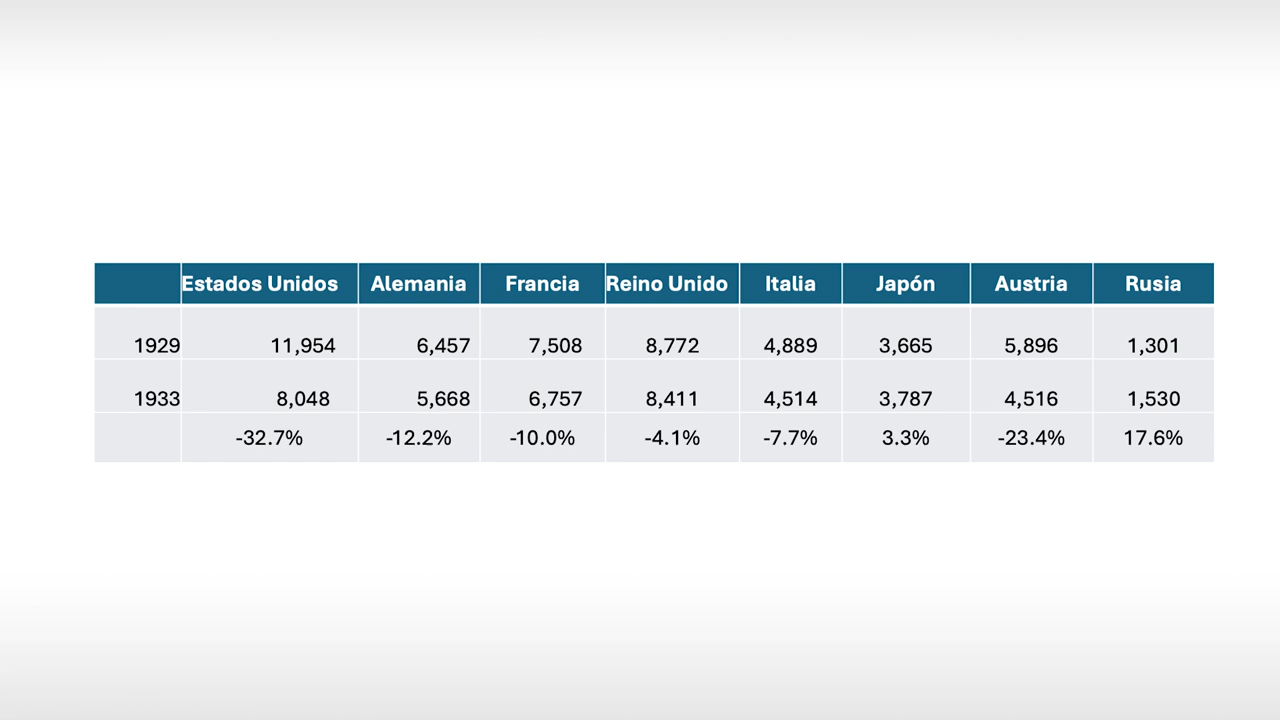 Estados Unidos Alemania Francia Reino Unido Italia Japón Austria Rusia
1929 11,954 6,457 7,508 8,772 4,889 3,665 5,896 1,301
1933 8,048 5,668 6,757 8,411 4,514 3,787 4,516 1,530
-32.7% -12.2% -10.0% -4.1% -7.7% 3.3% -23.4% 17.6%